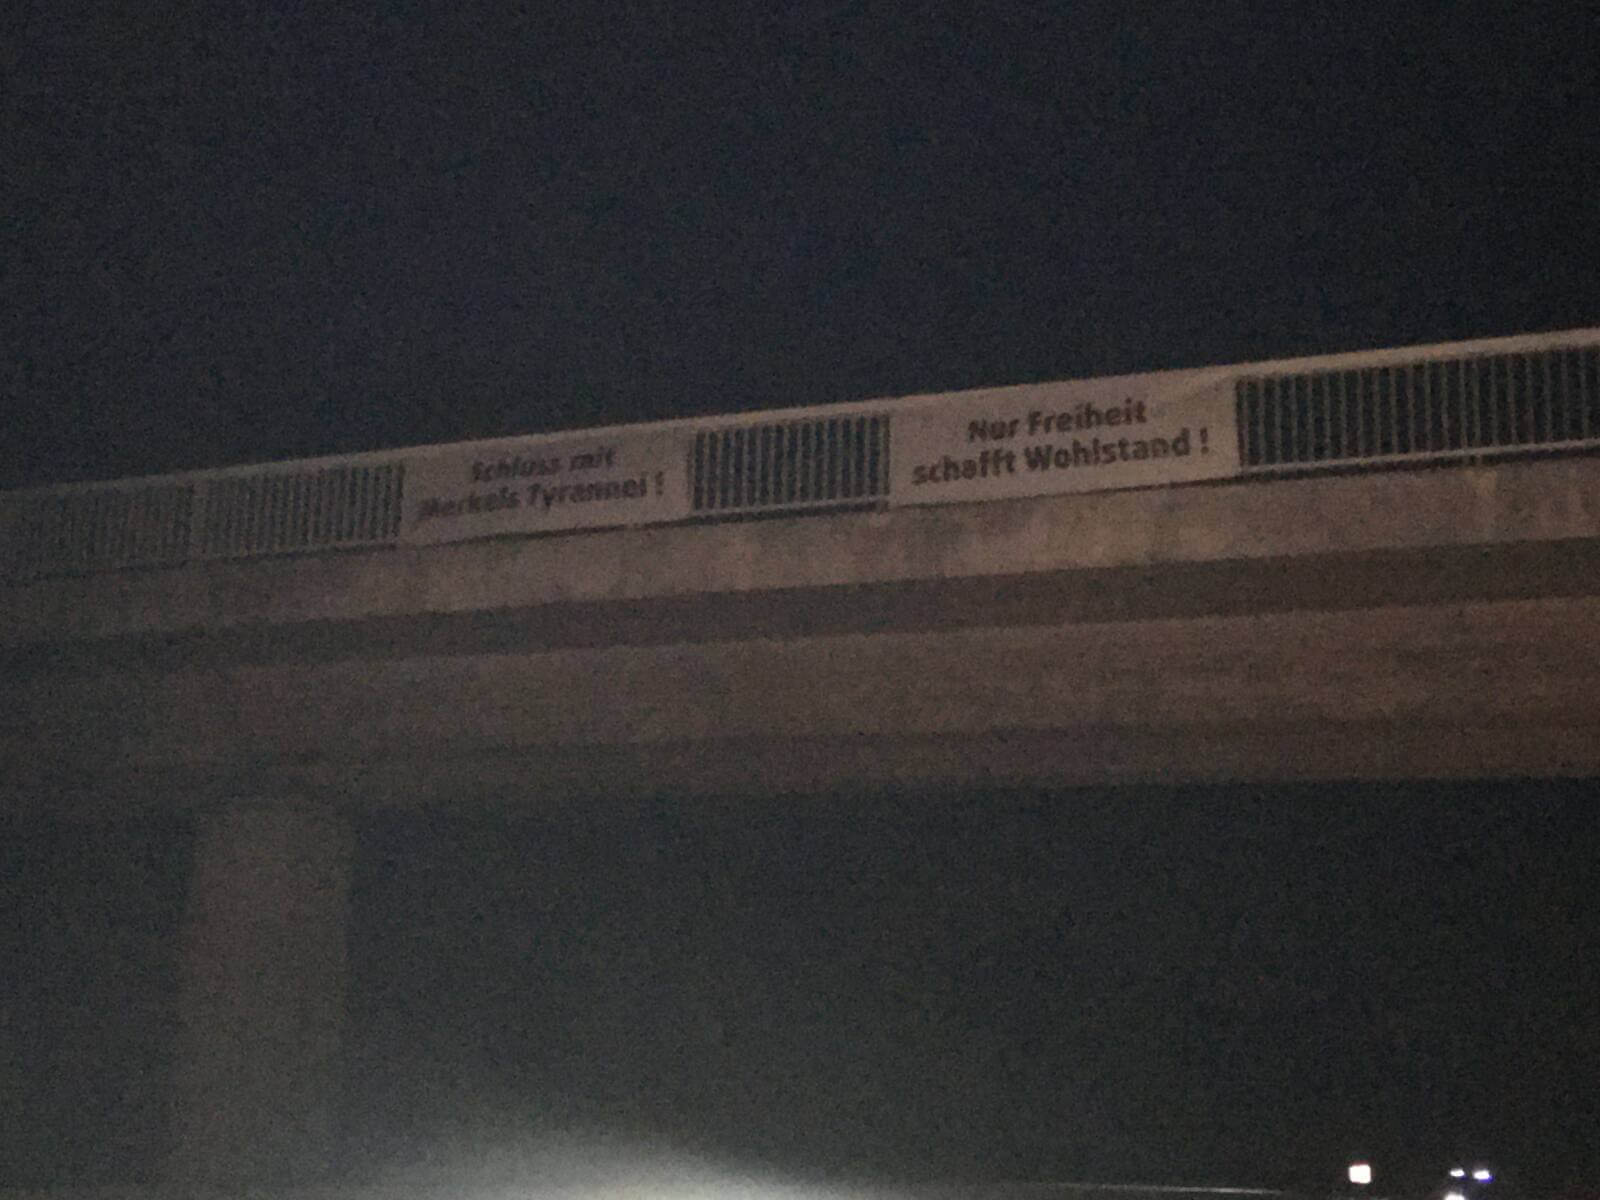 Schluss mit
Merkels Tyrannei !
Nur Freiheit
schafft Wohlstand !